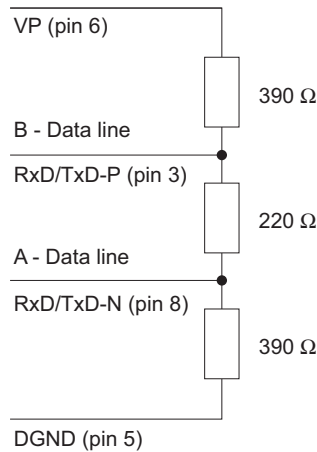 VP (pin 6)
390 Ω
B - Data line
RxD/TxD-P (pin 3)
220 Ω
A - Data line
RxD/TxD-N (pin 8)
390 Ω
DGND (pin 5)